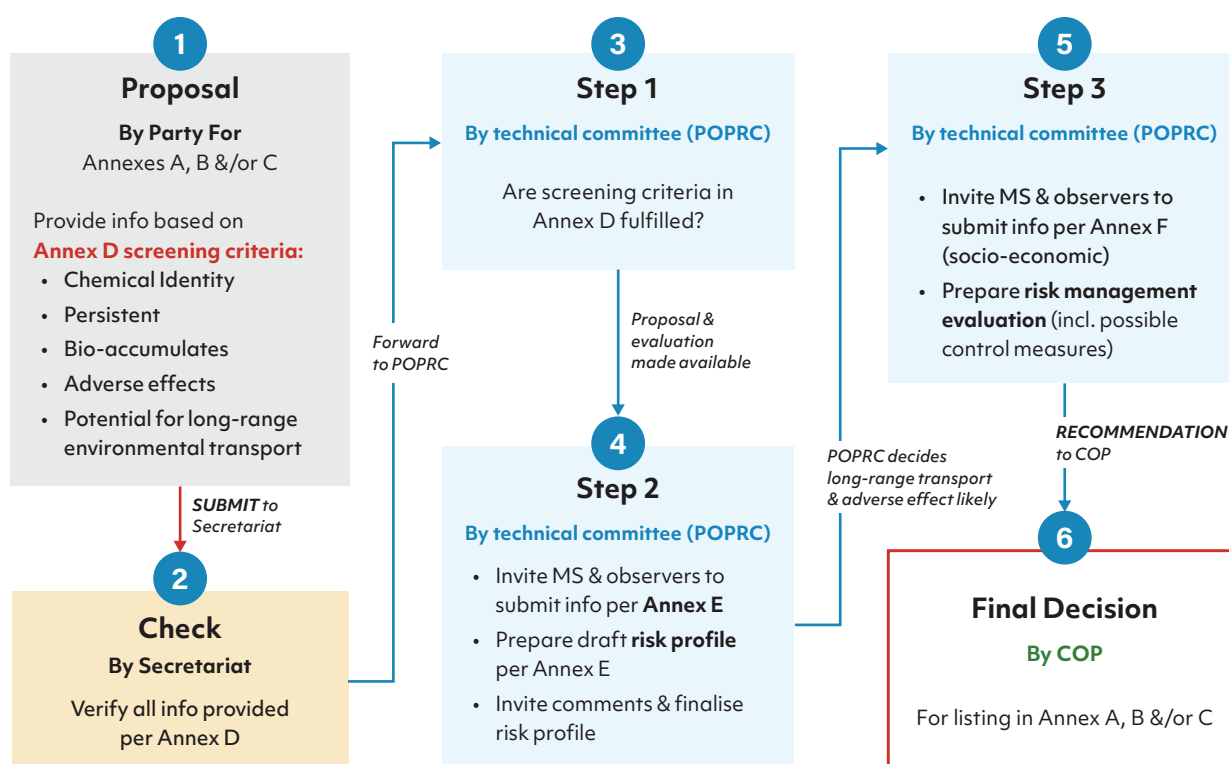 1
Proposal
By Party For
Annexes A, B &/or C
Provide info based on
Annex D screening criteria:
• Chemical Identity
• Persistent
• Bio-accumulates
• Adverse effects
• Potential for long-range
environmental transport
SUBMIT to
Secretariat
2
Check
By Secretariat
Verify all info provided
per Annex D
Forward
to POPRC
3
Step 1
By technical committee (POPRC)
Are screening criteria in
Annex D fulfilled?
Proposal &
evaluation
made available
4
Step 2
By technical committee (POPRC)
• Invite MS & observers to
submit info per Annex E
• Prepare draft risk profile
per Annex E
• Invite comments & finalise
risk profile
POPRC decides
long-range transport
& adverse effect likely
5
Step 3
By technical committee (POPRC)
• Invite MS & observers to
submit info per Annex F
(socio-economic)
• Prepare risk management
evaluation (incl. possible
control measures)
RECOMMENDATION
to COP
6
Final Decision
By COP
For listing in Annex A, B &/or C